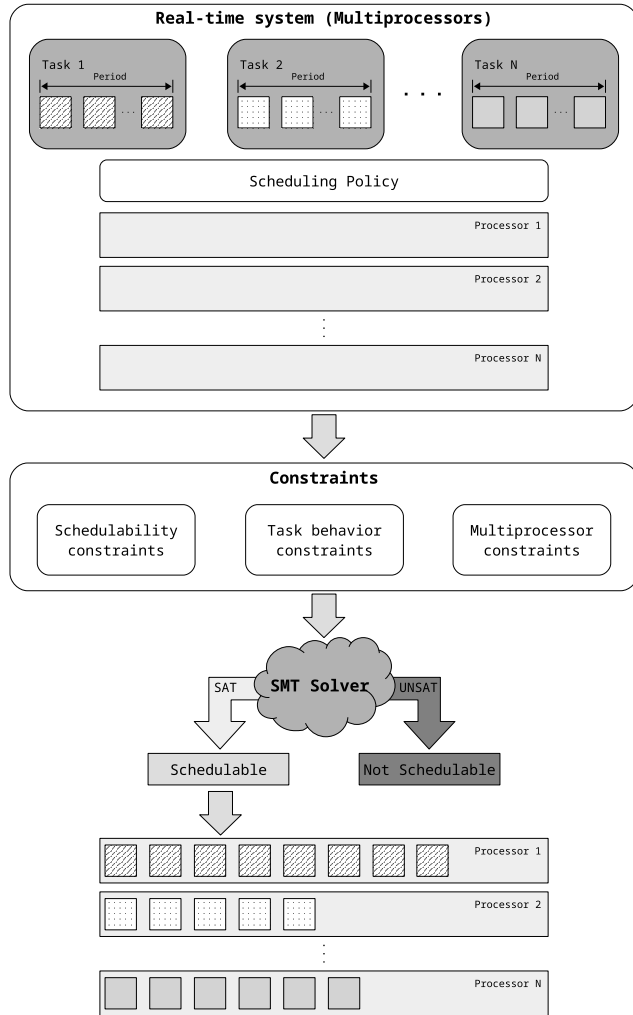 Real-time system (Multiprocessors)
Task 1
Period
...
Task 2
Period
...
. . .
Task N
Period
...
Scheduling Policy
Processor 1
Processor 2
...
Processor N
Constraints
Schedulability
constraints
Task behavior
constraints
Multiprocessor
constraints
SMT Solver
SAT
UNSAT
Schedulable
Not Schedulable
Processor 1
Processor 2
...
Processor N